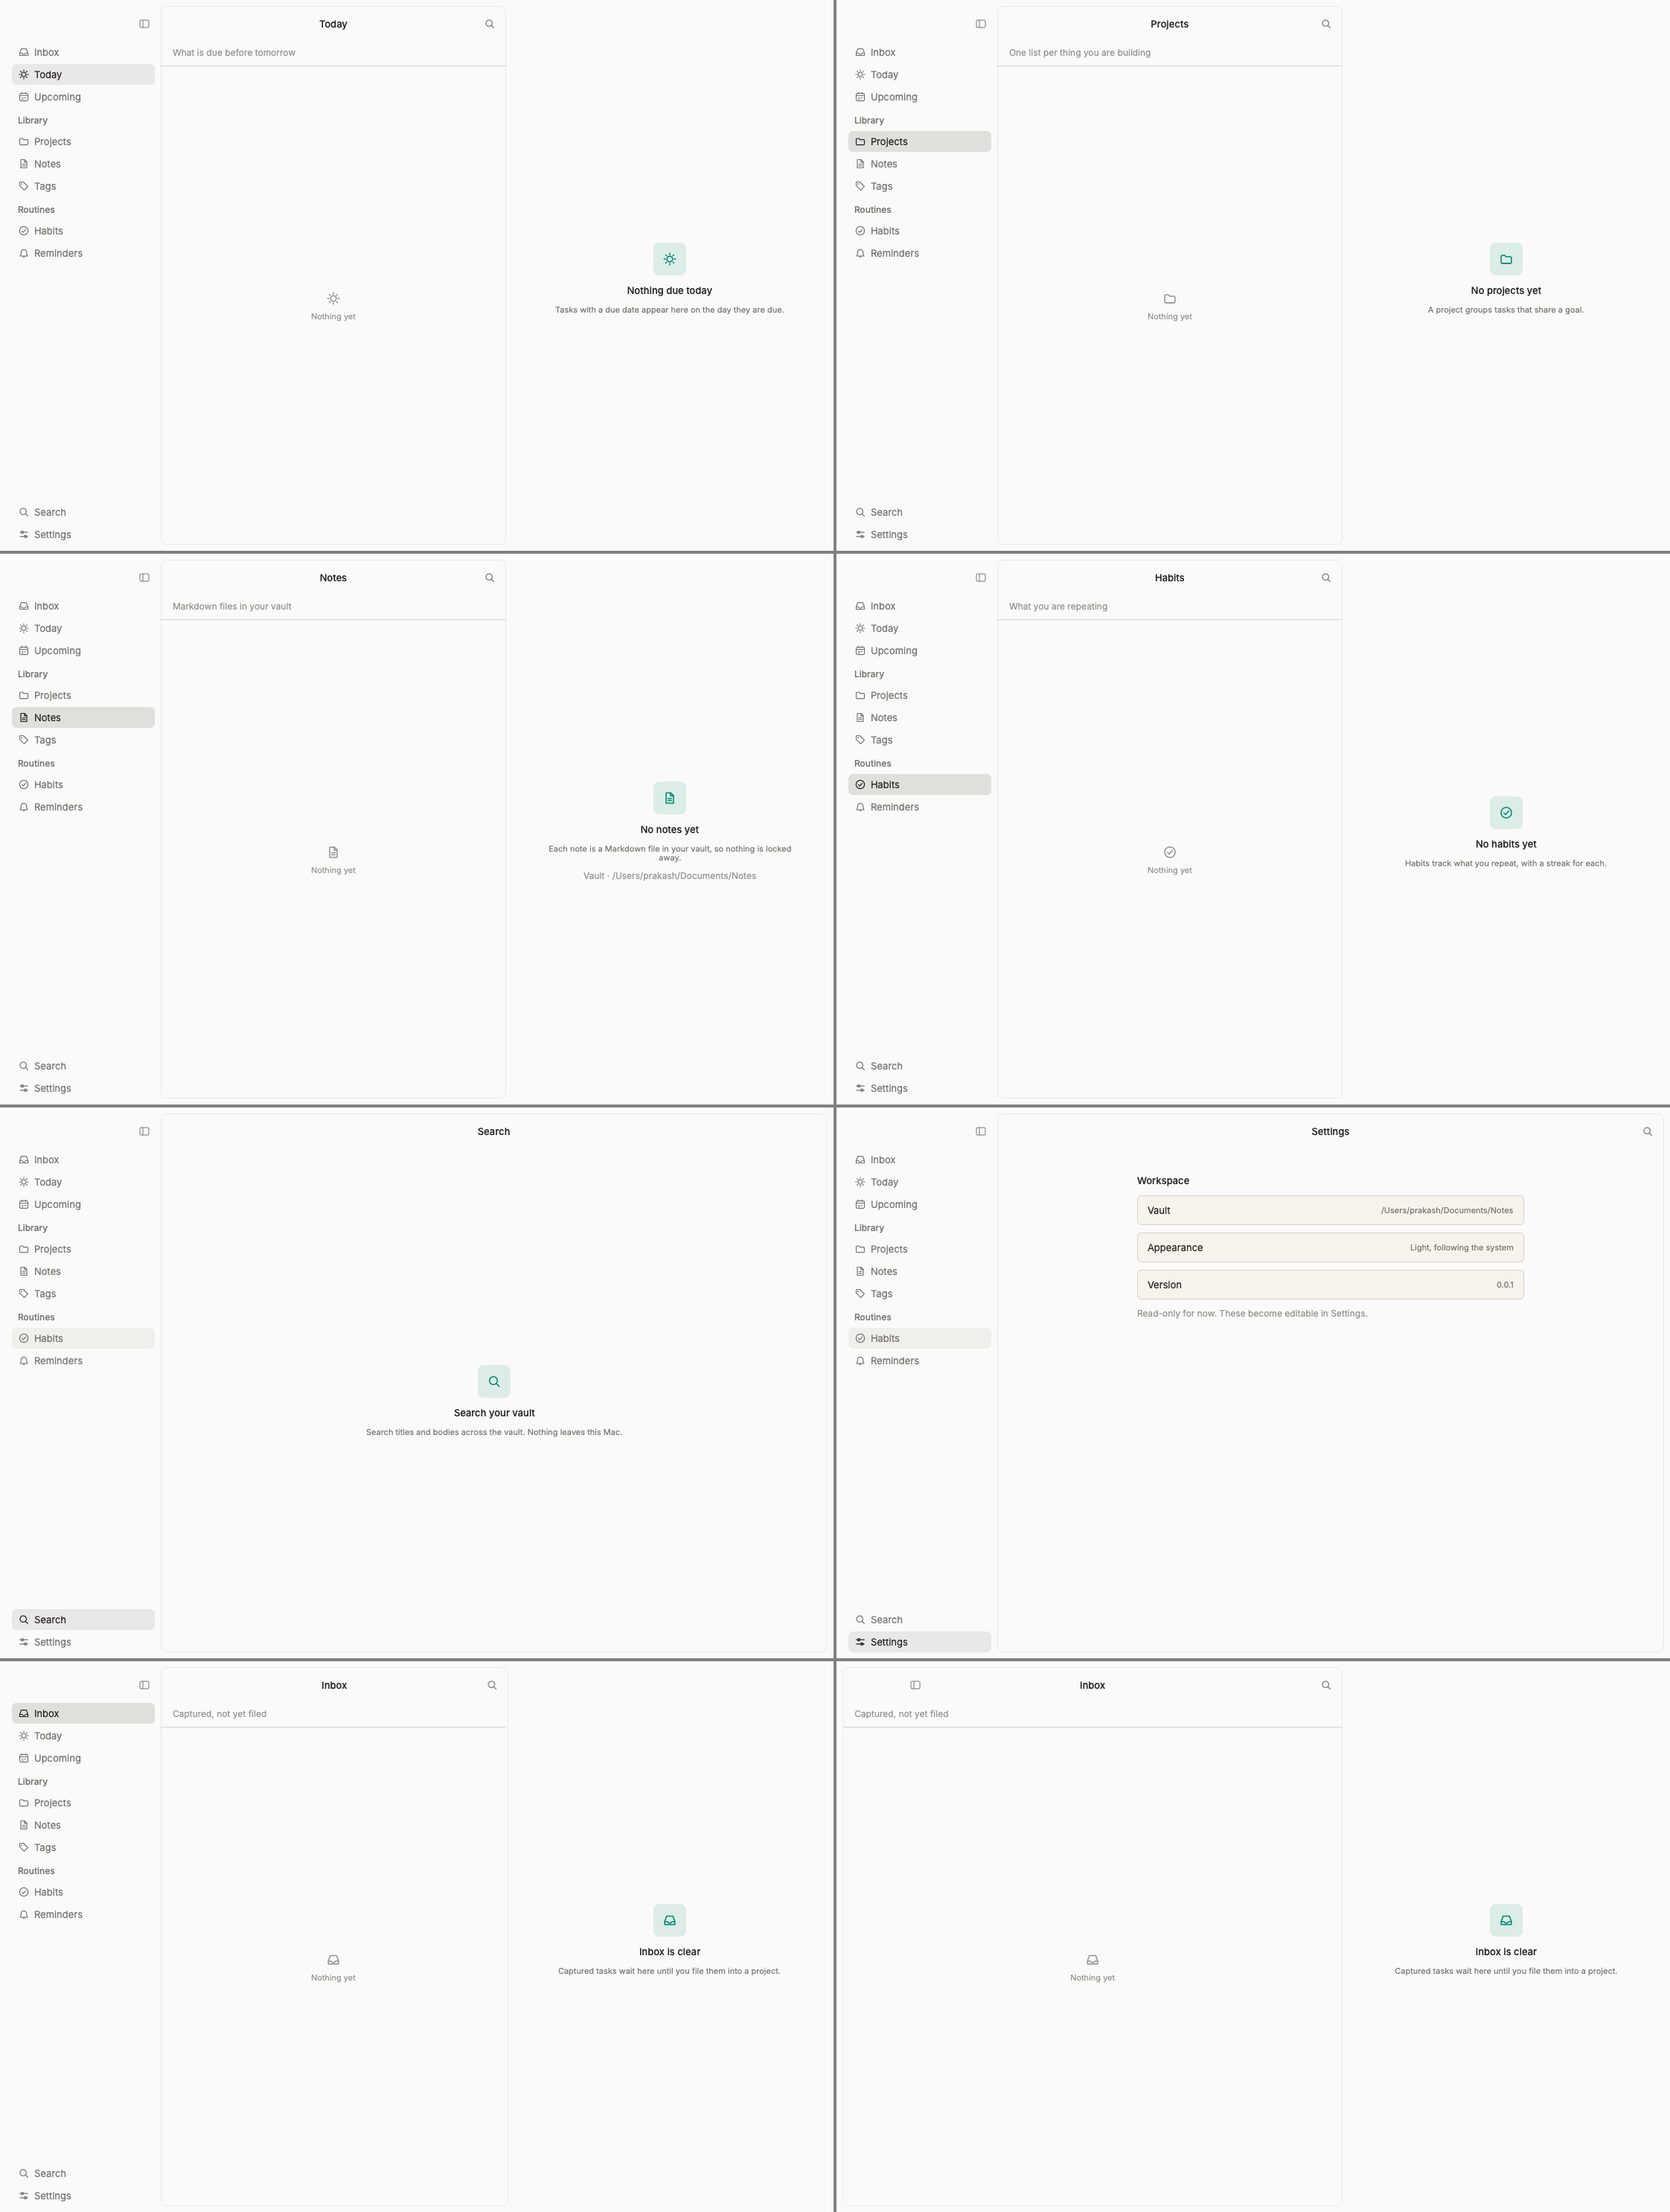 Today
What is due before tomorrow
Inbox
Today
Upcoming
Library
Projects
Notes
Tags
Routines
Habits
Reminders
Search
Settings
Nothing yet
Nothing due today
Tasks with a due date appear here on the day they are due.
Projects
One list per thing you are building
Inbox
Today
Upcoming
Library
Projects
Notes
Tags
Routines
Habits
Reminders
Search
Settings
Nothing yet
No projects yet
A project groups tasks that share a goal.
Notes
Markdown files in your vault
Inbox
Today
Upcoming
Library
Projects
Notes
Tags
Routines
Habits
Reminders
Search
Settings
Nothing yet
No notes yet
Each note is a Markdown file in your vault, so nothing is locked
away.
Vault · /Users/prakash/Documents/Notes
Habits
What you are repeating
Inbox
Today
Upcoming
Library
Projects
Notes
Tags
Routines
Habits
Reminders
Search
Settings
Nothing yet
No habits yet
Habits track what you repeat, with a streak for each.
Search
Inbox
Today
Upcoming
Library
Projects
Notes
Tags
Routines
Habits
Reminders
Search
Settings
Search your vault
Search titles and bodies across the vault. Nothing leaves this Mac.
Settings
Inbox
Today
Upcoming
Library
Projects
Notes
Tags
Routines
Habits
Reminders
Search
Settings
Workspace
Vault /Users/prakash/Documents/Notes
Appearance Light, following the system
Version 0.0.1
Read-only for now. These become editable in Settings.
Inbox
Captured, not yet filed
Inbox
Today
Upcoming
Library
Projects
Notes
Tags
Routines
Habits
Reminders
Search
Settings
Nothing yet
Inbox is clear
Captured tasks wait here until you file them into a project.
Inbox
Captured, not yet filed
Nothing yet
Inbox is clear
Captured tasks wait here until you file them into a project.